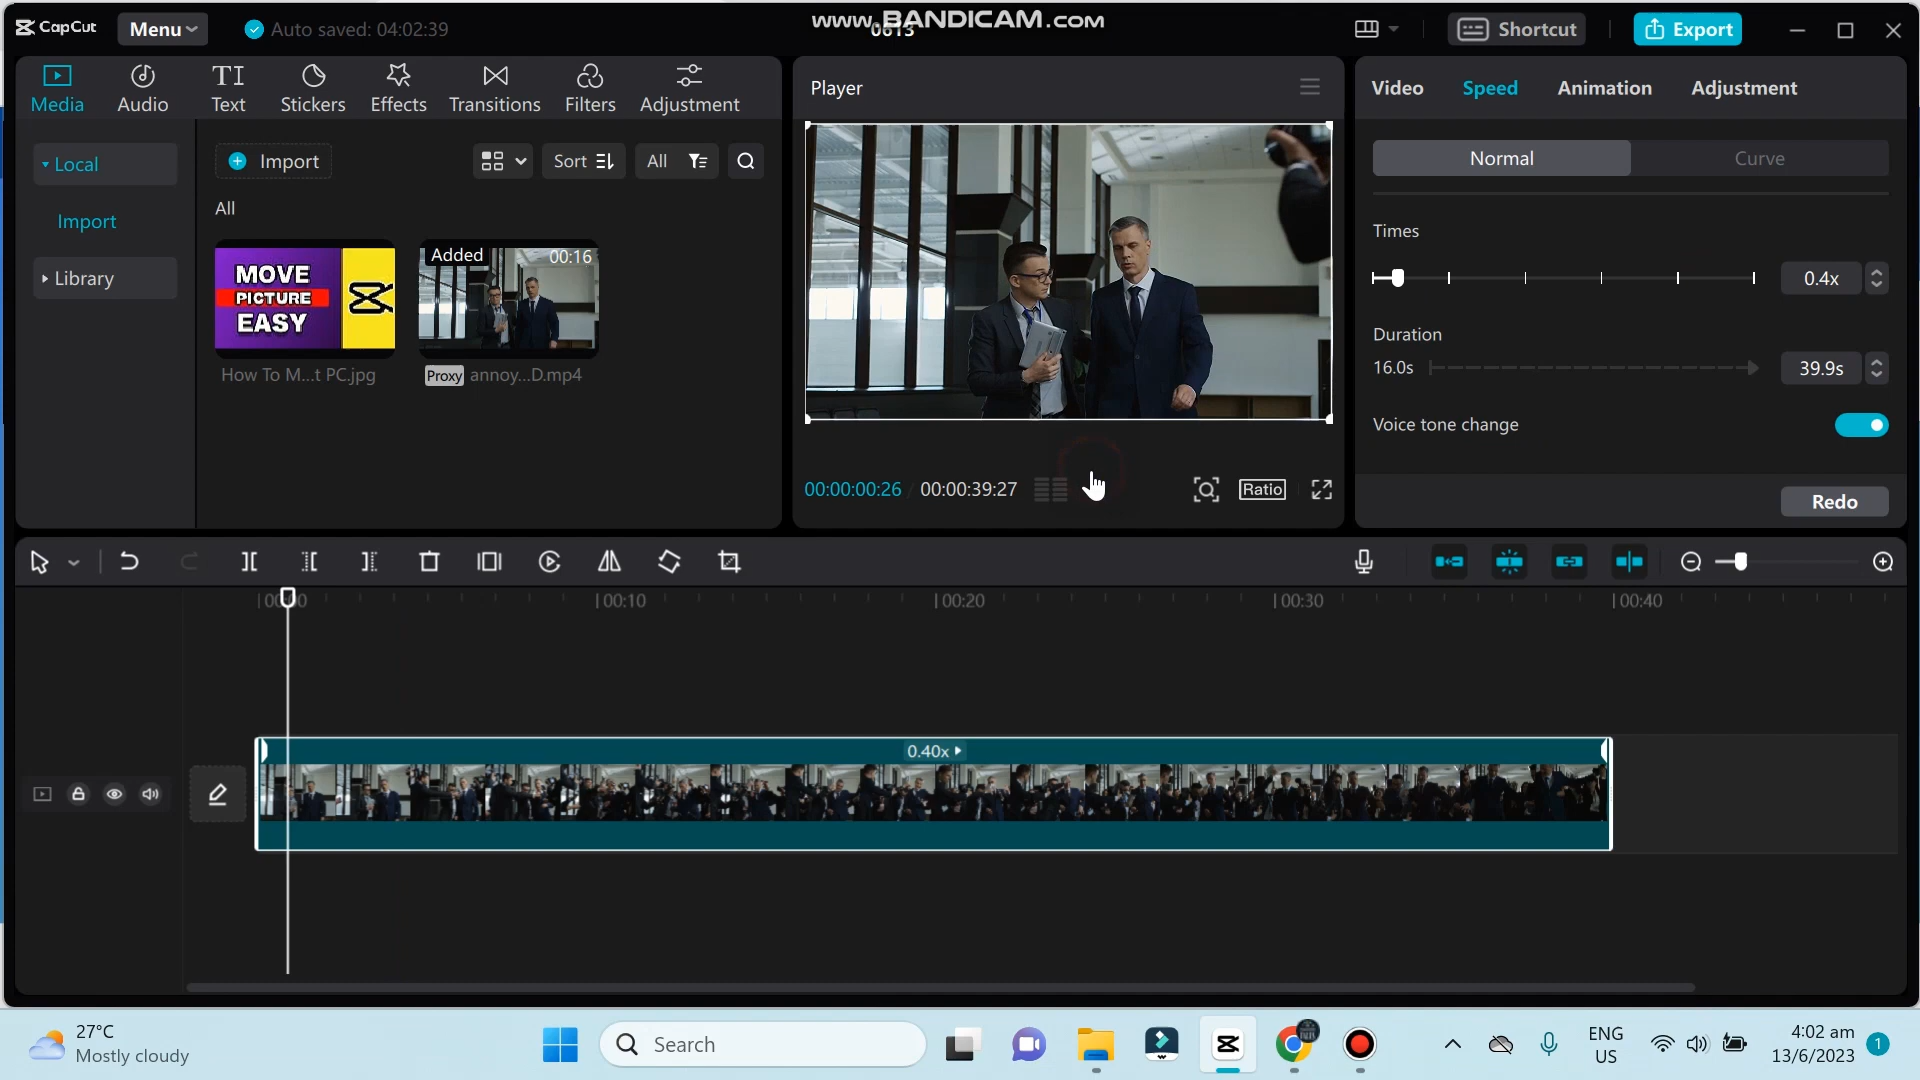 CapCut
Menu
Auto saved: 04:02:39
www.BANDICAM.com
0613
Shortcut
Export
Media
Audio
Text
Stickers
Effects
Transitions
Filters
Adjustment
Player
Video
Speed
Animation
Adjustment
Local
Import
Library
Import
Sort
All
All
MOVE
PICTURE
EASY
Added
00:16
How To M...t PC.jpg
Proxy
annoy...D.mp4
Normal
Curve
Times
0.4x
Duration
16.0s
39.9s
Voice tone change
00:00:00:26
00:00:39:27
Ratio
Redo
00:00
00:10
00:20
00:30
00:40
0.40x
27°C
Mostly cloudy
Search
ENG
US
4:02 am
13/6/2023
1